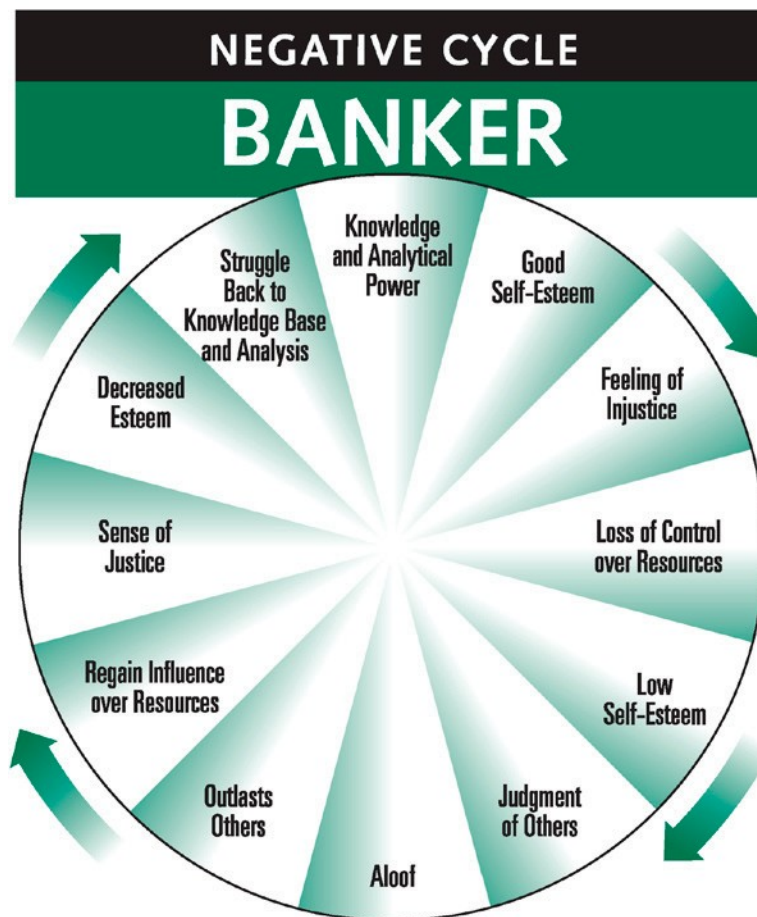 NEGATIVE CYCLE
BANKER
Knowledge
and Analytical
Power
Good
Self-Esteem
Feeling of
Injustice
Loss of Control
over Resources
Low
Self-Esteem
Judgment
of Others
Aloof
Outlasts
Others
Regain Influence
over Resources
Sense of
Justice
Decreased
Esteem
Struggle
Back to
Knowledge Base
and Analysis